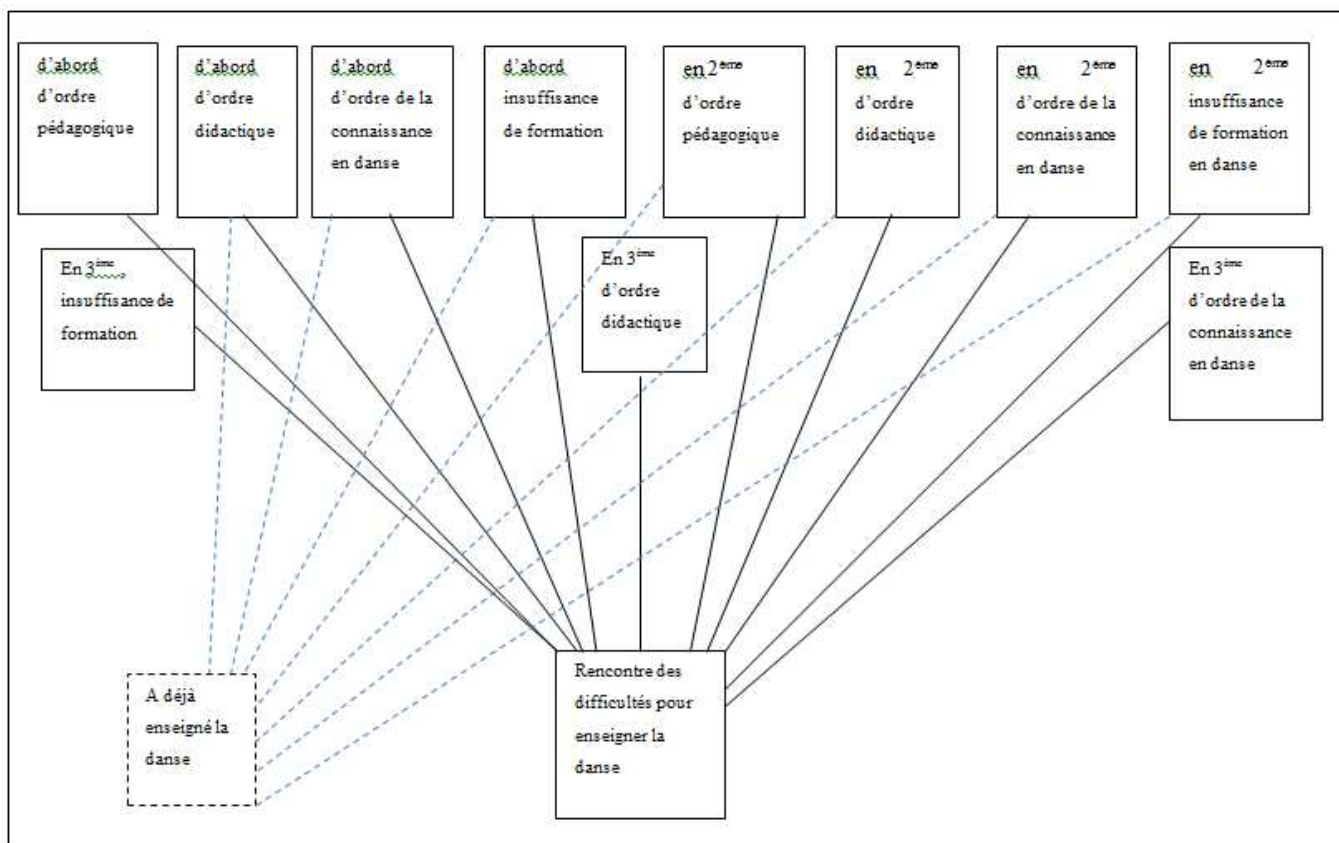 d’abord
d’ordre
pédagogique
d’abord
d’ordre
didactique
d’abord
d’ordre de la
connaissance
en danse
d’abord
insuffisance
de formation
en 2ème
d’ordre
pédagogique
en 2ème
d’ordre
didactique
en 2ème
d’ordre de la
connaissance
en danse
en 2ème
insuffisance
de formation
en danse
En 3ème,
insuffisance de
formation
En 3ème
d’ordre
didactique
En 3ème
d’ordre de la
connaissance
en danse
A déjà
enseigné la
danse
Rencontre des
difficultés pour
enseigner la
danse